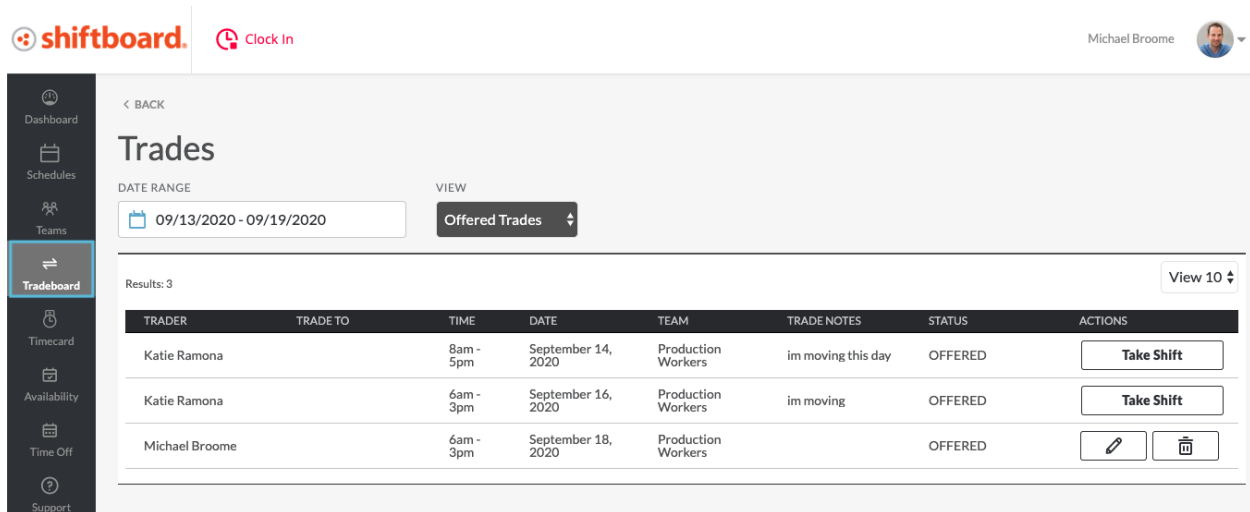 shiftboard.
Clock In
Michael Broome
Dashboard
Schedules
Teams
Tradeboard
Timecard
Availability
Time Off
Support
< BACK
Trades
DATE RANGE
VIEW
09/13/2020 - 09/19/2020
Offered Trades
Results: 3
View 10
TRADER TRADE TO TIME DATE TEAM TRADE NOTES STATUS ACTIONS
Katie Ramona 8am - 5pm September 14, 2020 Production Workers im moving this day OFFERED Take Shift
Katie Ramona 6am - 3pm September 16, 2020 Production Workers im moving OFFERED Take Shift
Michael Broome 6am - 3pm September 18, 2020 Production Workers OFFERED